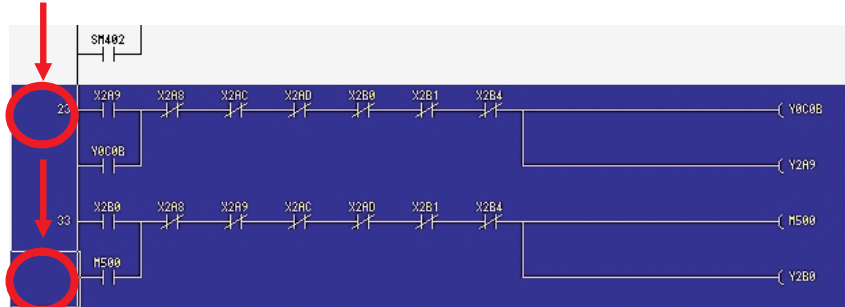 SM402
23 X2A9 X2A8 X2AC X2AD X2B0 X2B1 X2B4 Y0C0B
Y0C0B Y2A9
33 X2B0 X2A8 X2A9 X2AC X2AD X2B1 X2B4 M500
M500 Y2B0